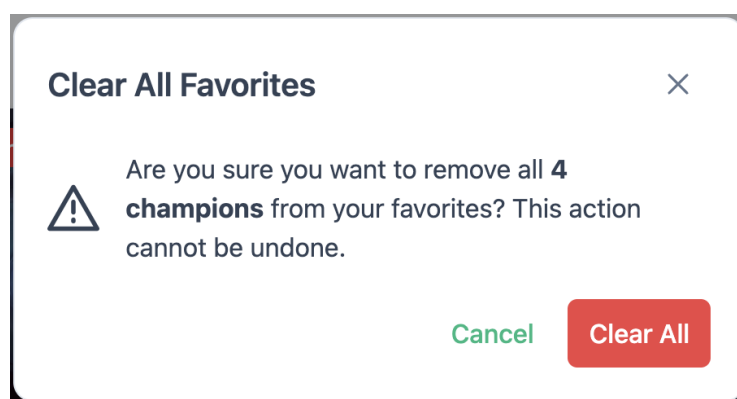 Clear All Favorites
Are you sure you want to remove all 4
champions from your favorites? This action
cannot be undone.
Cancel
Clear All